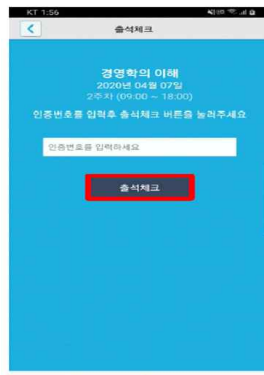 KT 1:56
출석체크
경영학의 이해
2020년 04월 07일
2주차 (09:00 ~ 18:00)
인증번호를 입력후 출석체크 버튼을 눌러주세요
인증번호를 입력하세요
출석체크